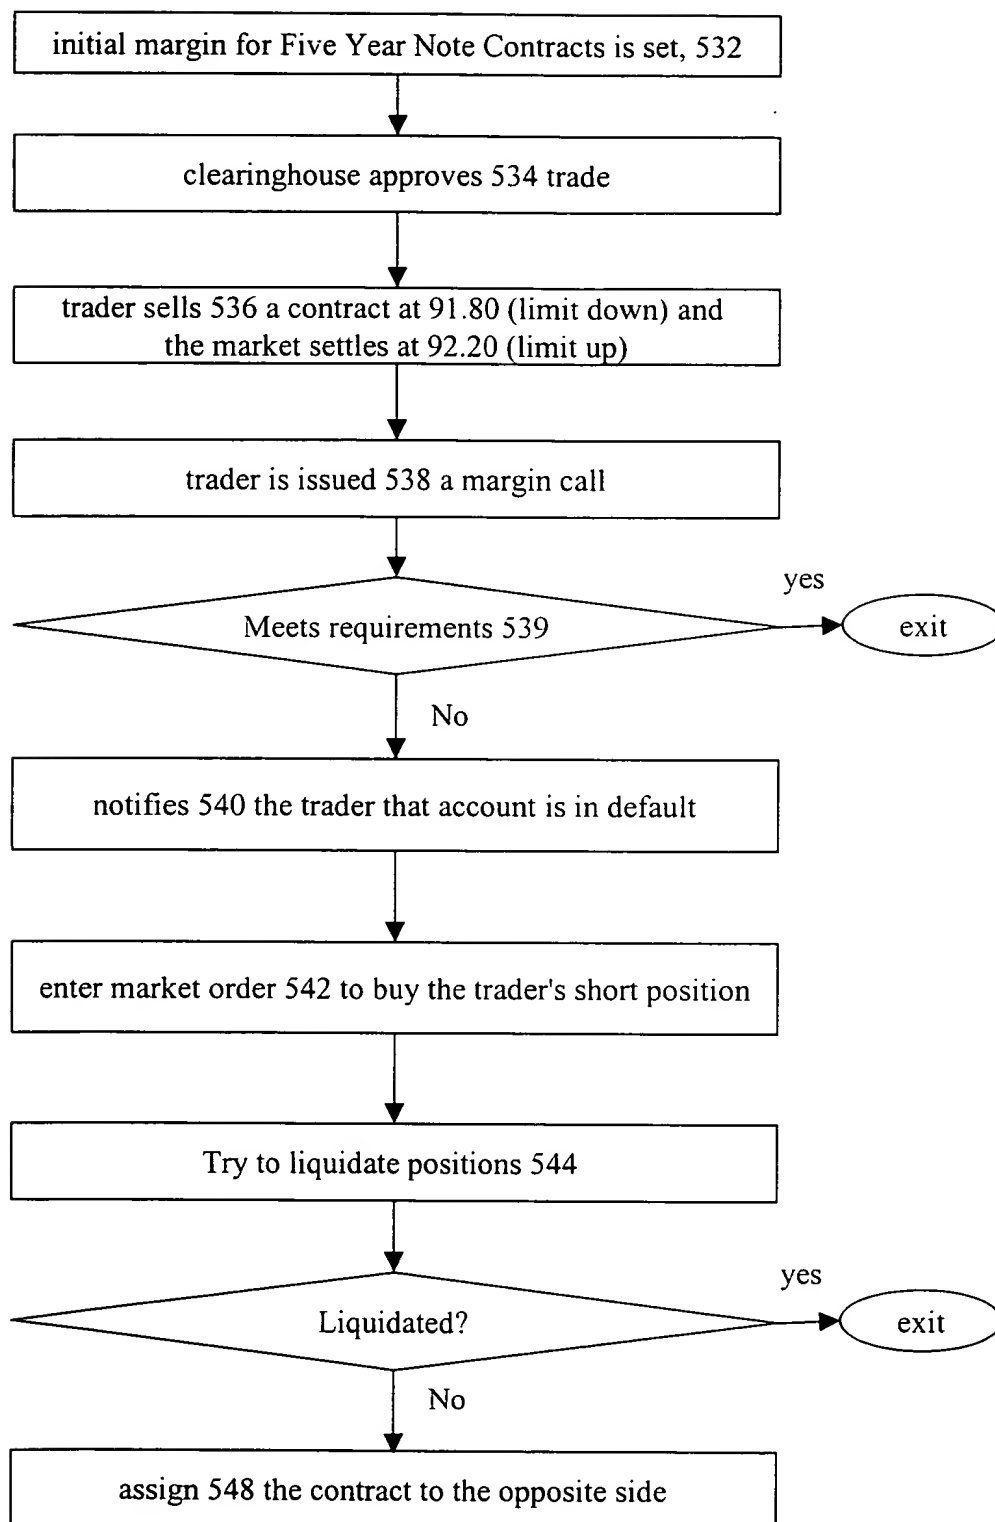 initial margin for Five Year Note Contracts is set, 532
clearinghouse approves 534 trade
trader sells 536 a contract at 91.80 (limit down) and
the market settles at 92.20 (limit up)
trader is issued 538 a margin call
yes
Meets requirements 539
exit
No
notifies 540 the trader that account is in default
enter market order 542 to buy the trader's short position
Try to liquidate positions 544
yes
Liquidated?
exit
No
assign 548 the contract to the opposite side